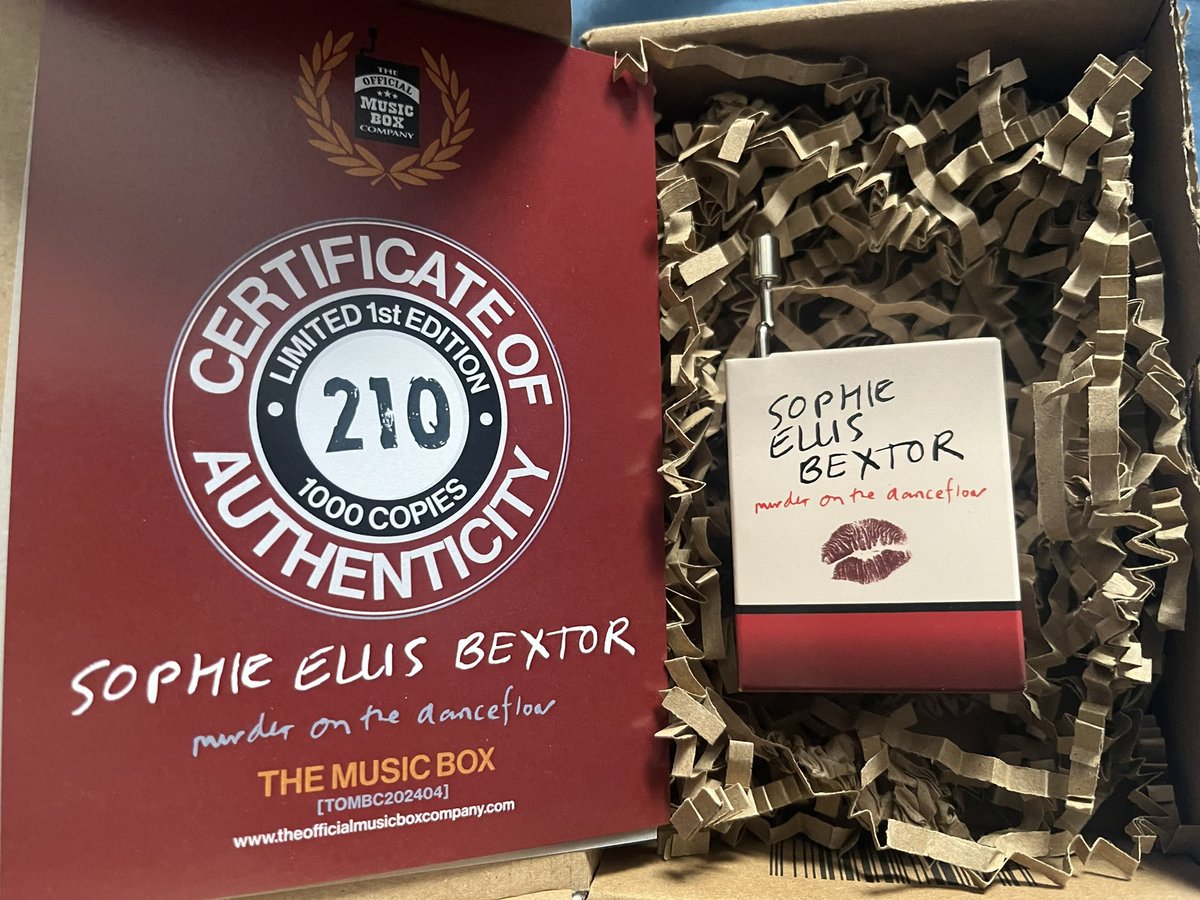 THE
OFFICIAL
MUSIC
BOX
COMPANY
CERTIFICATE OF
LIMITED 1st EDITION
210
1000 COPIES
AUTHENTICITY
SOPHIE ELLIS BEXTOR
murder on the dancefloor
THE MUSIC BOX
[TOMBC202404]
www.theofficialmusicboxcompany.com
SOPHIE
ELLIS
BEXTOR
murder on the dancefloor